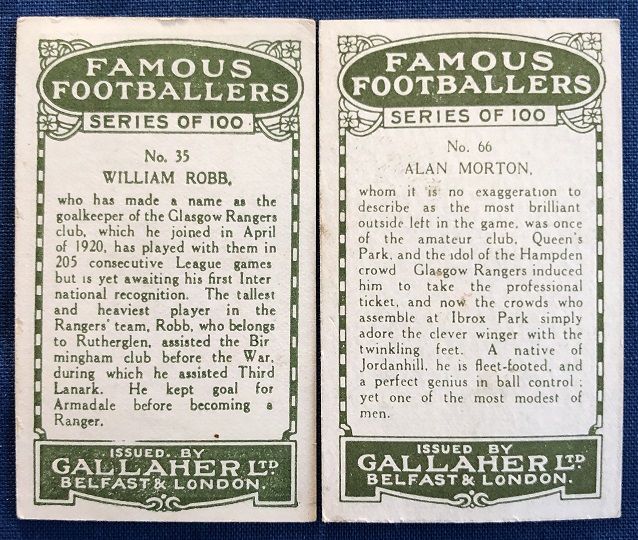 FAMOUS
FOOTBALLERS
SERIES OF 100
No. 35
WILLIAM ROBB,
who has made a name as the
goalkeeper of the Glasgow Rangers
club, which he joined in April
of 1920, has played with them in
205 consecutive League games
but is yet awaiting his first Inter
national recognition. The tallest
and heaviest player in the
Rangers' team, Robb, who belongs
to Rutherglen, assisted the Bir
mingham club before the War,
during which he assisted Third
Lanark. He kept goal for
Armadale before becoming a
Ranger.
ISSUED. BY
GALLAHER LTD
BELFAST & LONDON.
FAMOUS
FOOTBALLERS
SERIES OF 100
No. 66
ALAN MORTON,
whom it is no exaggeration to
describe as the most brilliant
outside left in the game, was once
of the amateur club, Queen's
Park, and the idol of the Hampden
crowd Glasgow Rangers induced
him to take the professional
ticket, and now the crowds who
assemble at Ibrox Park simply
adore the clever winger with the
twinkling feet. A native of
Jordanhill, he is fleet-footed, and
a perfect genius in ball control ;
yet one of the most modest of
men.
ISSUED BY
GALLAHER LTD
BELFAST & LONDON.